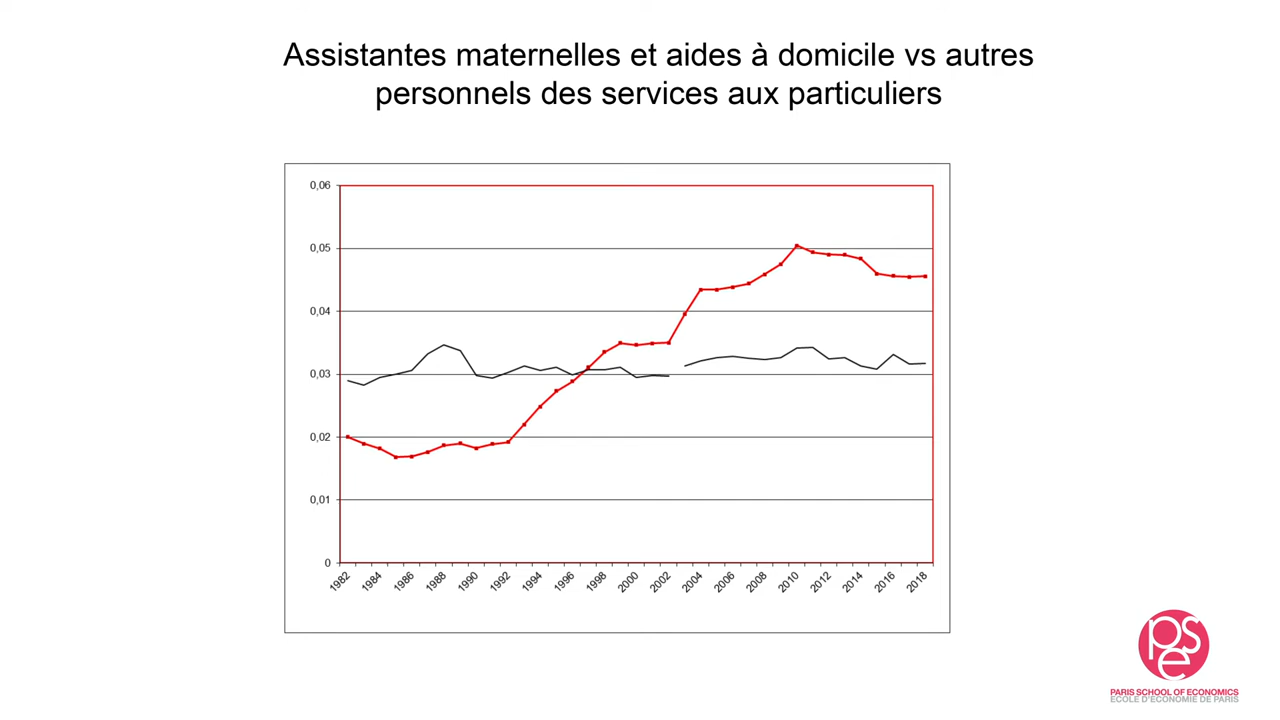 Assistantes maternelles et aides à domicile vs autres
personnels des services aux particuliers
0,06
0,05
0,04
0,03
0,02
0,01
0
1982 1984 1986 1988 1990 1992 1994 1996 1998 2000 2002 2004 2006 2008 2010 2012 2014 2016 2018
pse
PARIS SCHOOL OF ECONOMICS
ECOLE D'ECONOMIE DE PARIS